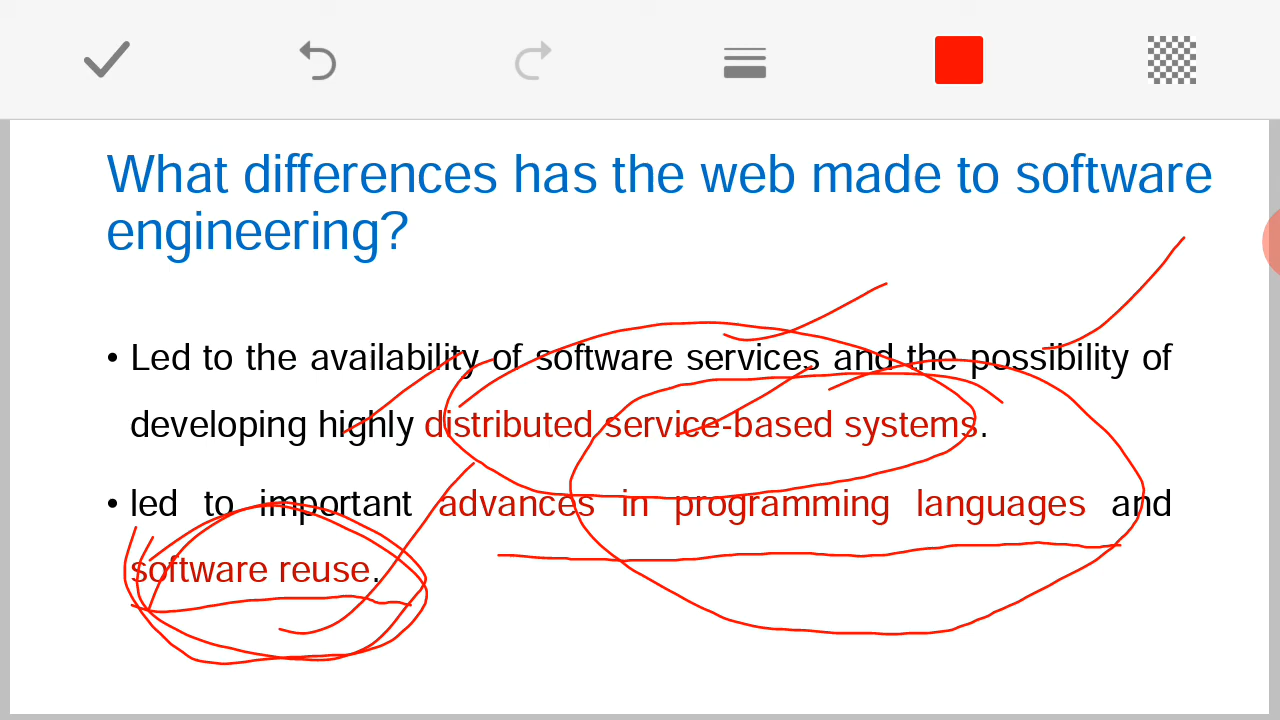 What differences has the web made to software
engineering?
• Led to the availability of software services and the possibility of
developing highly distributed service-based systems.
• led to important advances in programming languages and
software reuse.